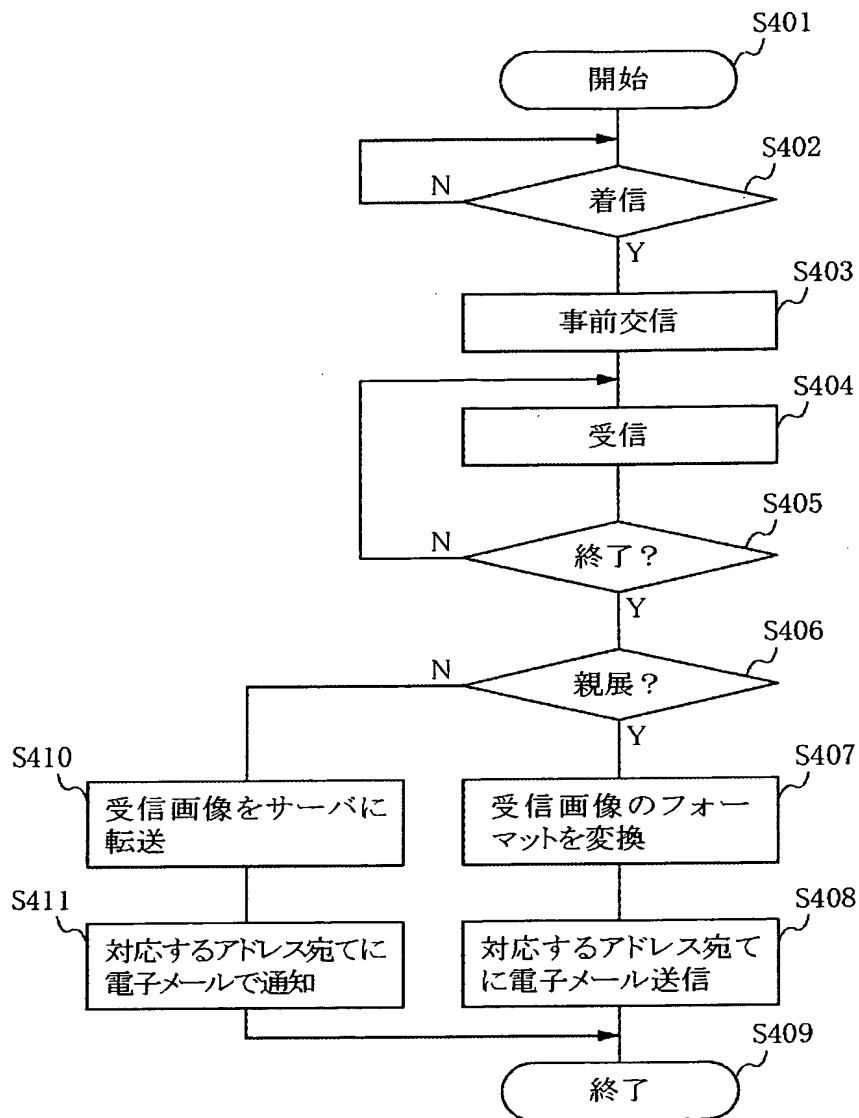 S401
開始
S402
着信
N
Y
S403
事前交信
S404
受信
S405
終了?
N
Y
S406
親展?
N
Y
S410
受信画像をサーバに
転送
S407
受信画像のフォー
マットを変換
S411
対応するアドレス宛てに
電子メールで通知
S408
対応するアドレス宛て
に電子メール送信
S409
終了